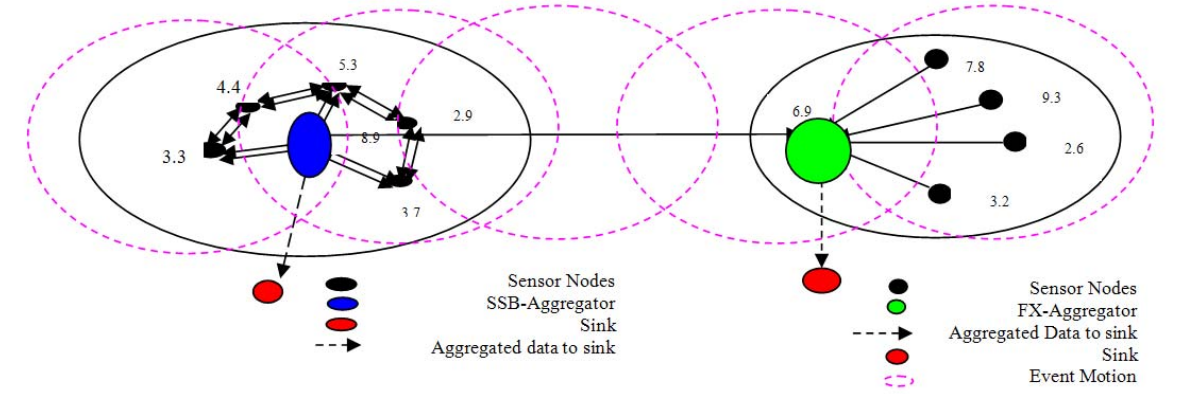 5.3
4.4
2.9
8.9
3.3
3.7
7.8
9.3
6.9
2.6
3.2
Sensor Nodes
SSB-Aggregator
Sink
Aggregated data to sink
Sensor Nodes
FX-Aggregator
Aggregated Data to sink
Sink
Event Motion